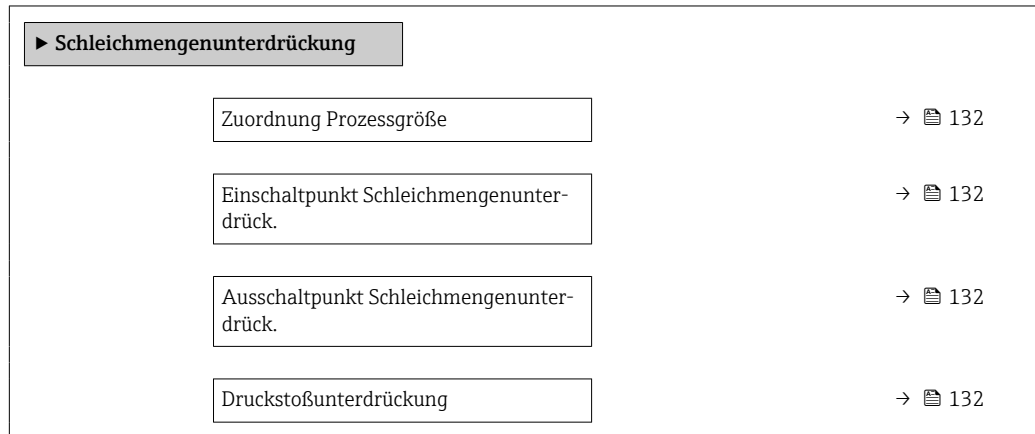 ▶ Schleichmengenunterdrückung
Zuordnung Prozessgröße → 132
Einschaltpunkt Schleichmengenunter- → 132
drück.
Ausschaltpunkt Schleichmengenunter- → 132
drück.
Druckstoßunterdrückung → 132